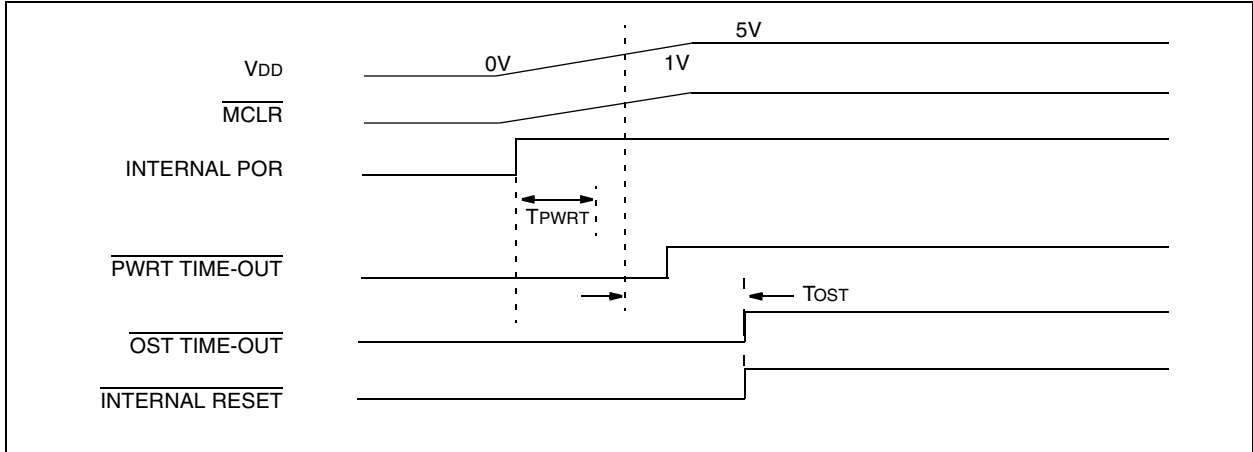 5V
VDD 0V 1V
MCLR
INTERNAL POR
TPWRT
PWRT TIME-OUT
TOST
OST TIME-OUT
INTERNAL RESET